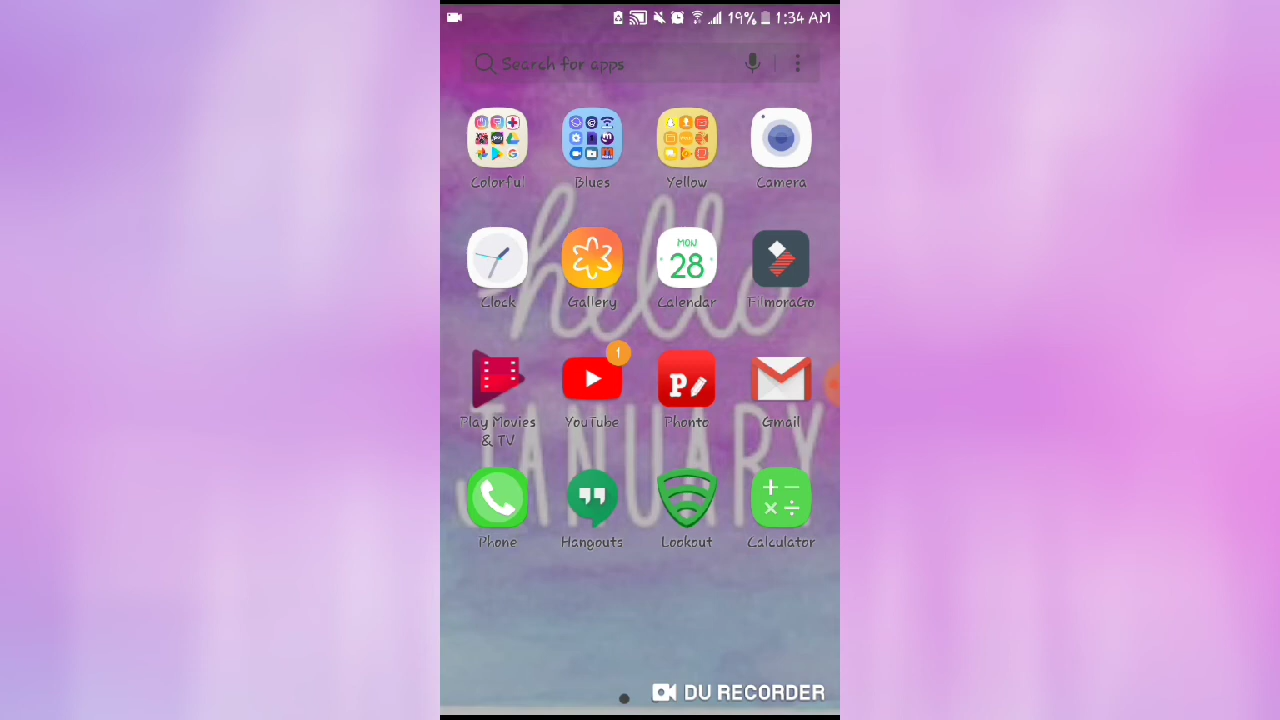 19% 1:34 AM
Search for apps
Colorful Blues Yellow Camera
MON
28
Clock Gallery Calendar FilmoraGo
1
P
Play Movies & TV YouTube Phonto Gmail
Phone Hangouts Lookout Calculator
hello
JANUARY
DU RECORDER